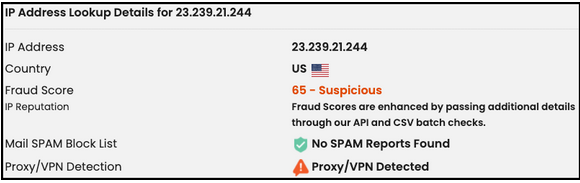 IP Address Lookup Details for 23.239.21.244
IP Address 23.239.21.244
Country US
Fraud Score 65 - Suspicious
IP Reputation Fraud Scores are enhanced by passing additional details
through our API and CSV batch checks.
Mail SPAM Block List No SPAM Reports Found
Proxy/VPN Detection Proxy/VPN Detected